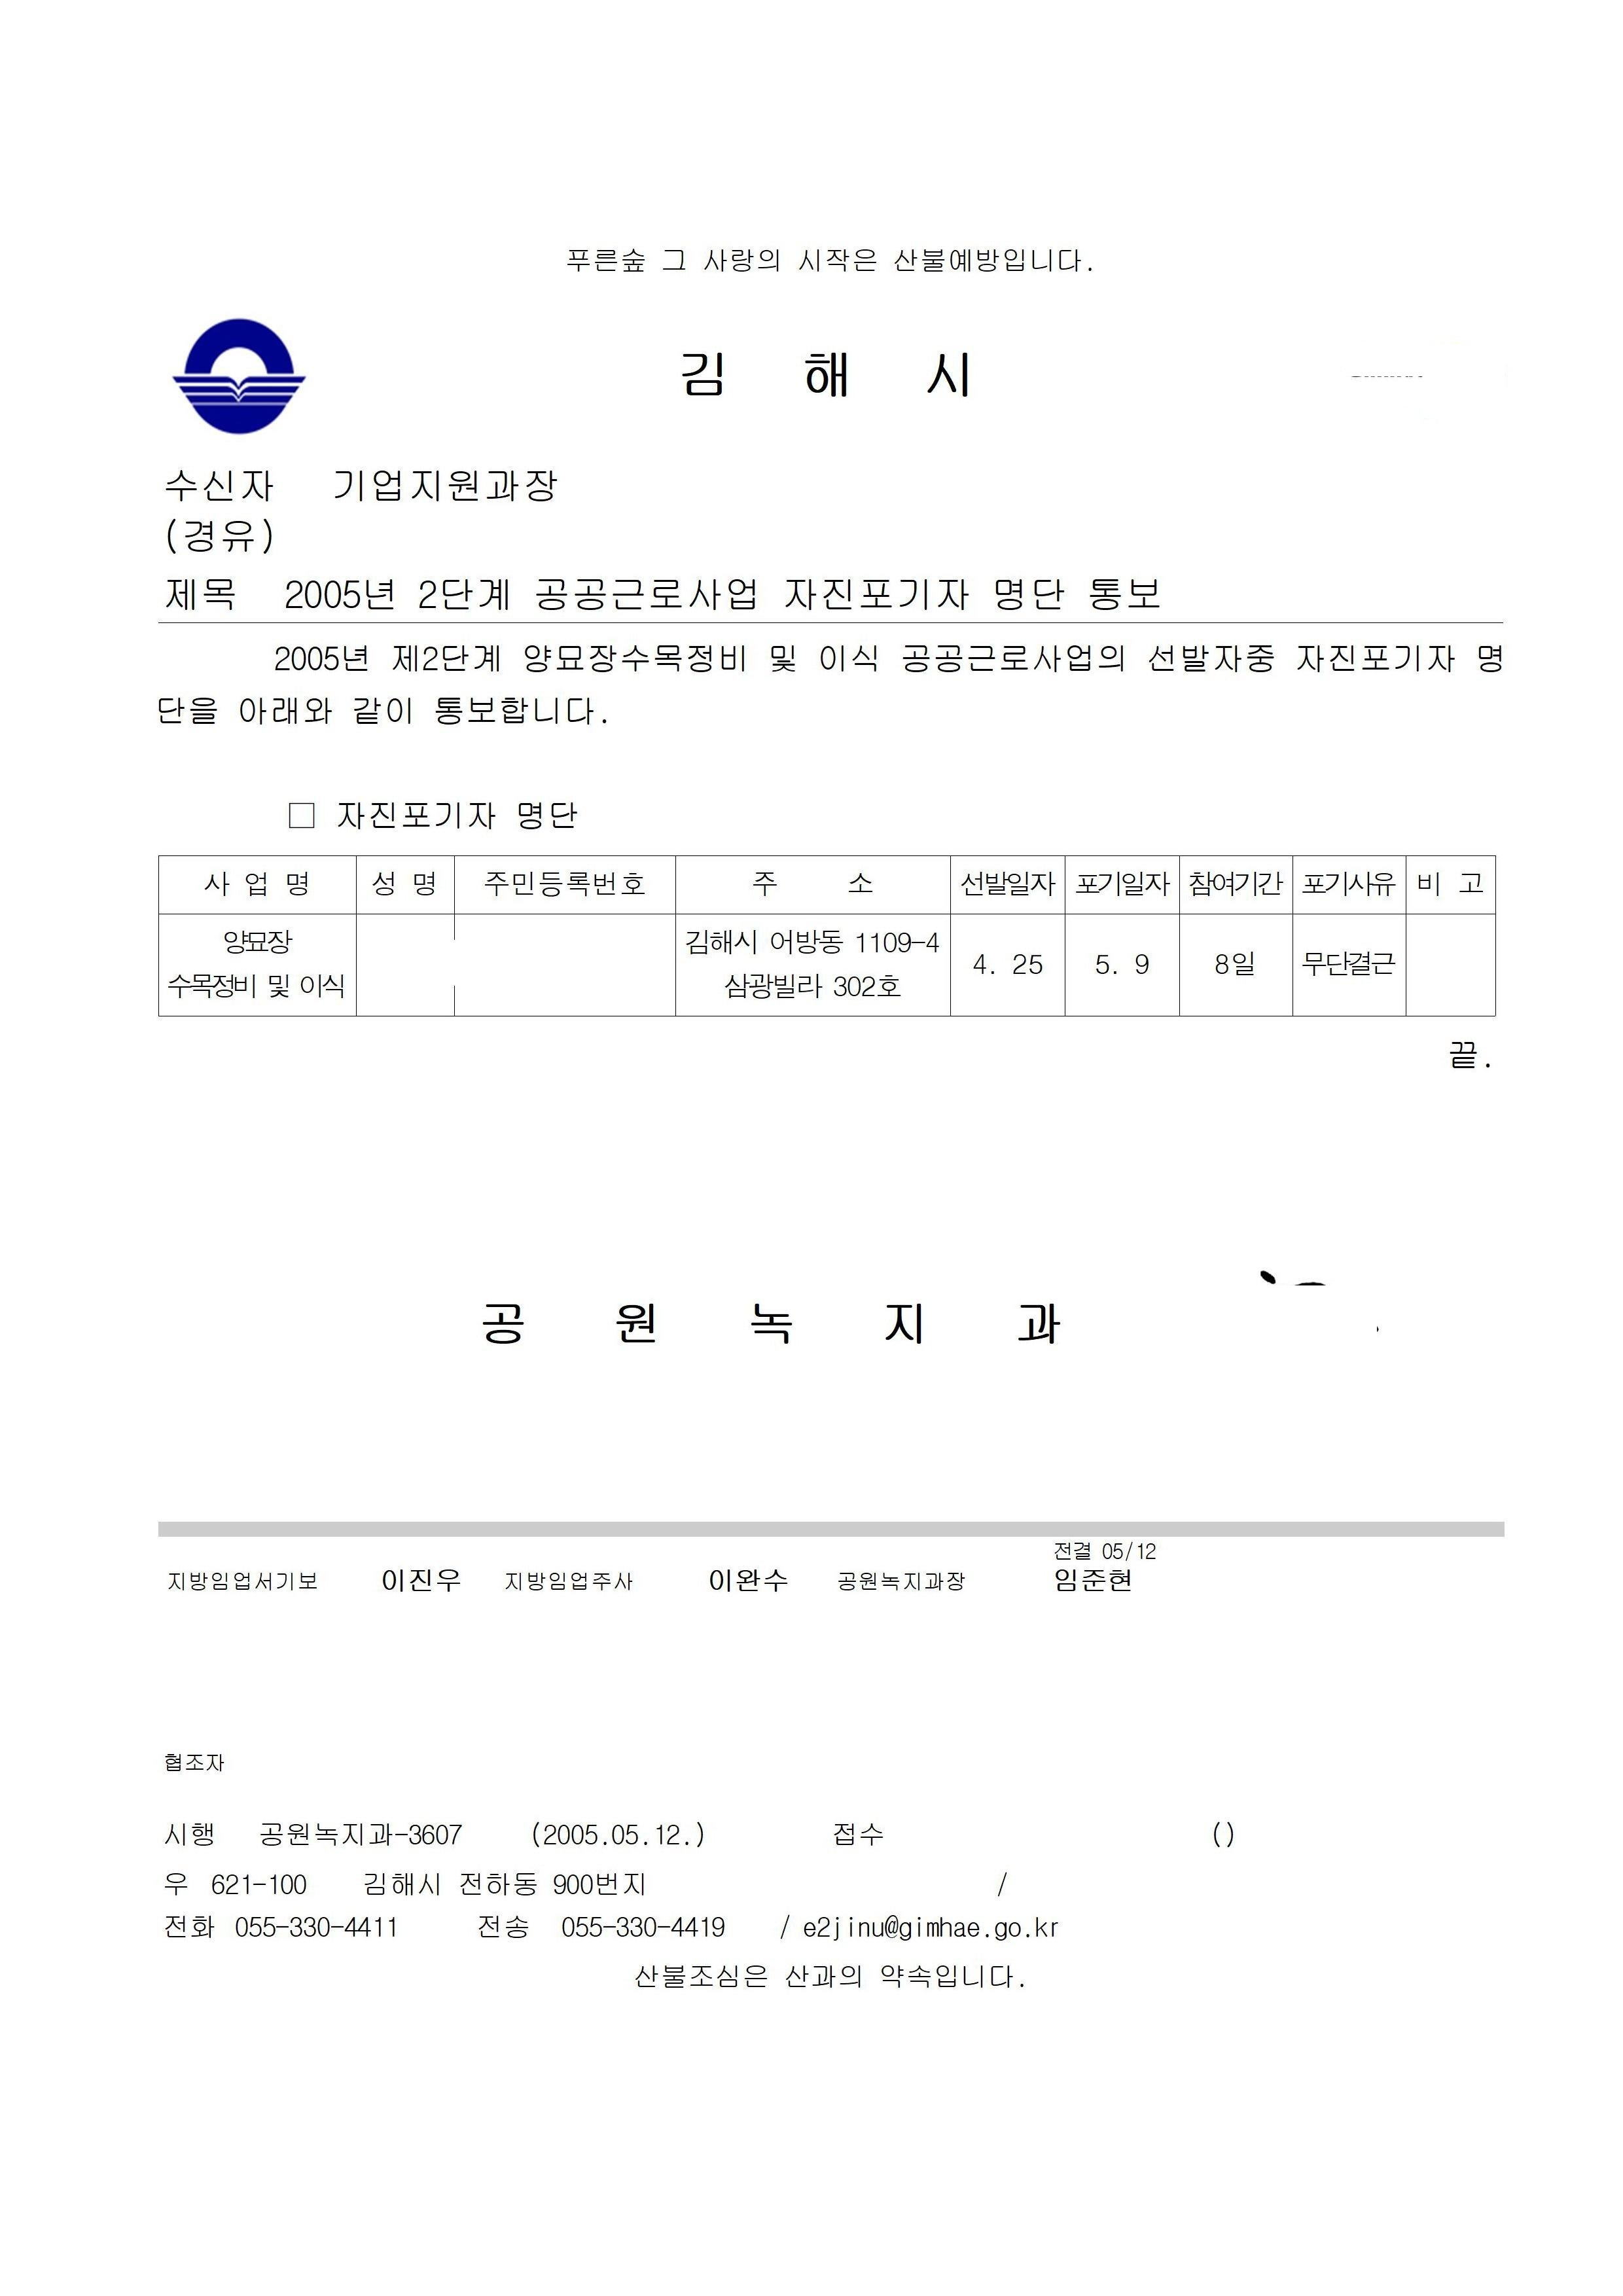 푸른숲 그 사랑의 시작은 산불예방입니다.
김 해 시
수신자 기업지원과장
(경유)
제목 2005년 2단계 공공근로사업 자진포기자 명단 통보
2005년 제2단계 양묘장수목정비 및 이식 공공근로사업의 선발자중 자진포기자 명
단을 아래와 같이 통보합니다.
□ 자진포기자 명단
사 업 명 성 명 주민등록번호 주 소 선발일자 포기일자 참여기간 포기사유 비 고
양묘장 김해시 어방동 1109-4
수목정비 및 이식 삼광빌라 302호 4. 25 5. 9 8일 무단결근
끝.
공 원 녹 지 과
전결 05/12
지방임업서기보 이진우 지방임업주사 이완수 공원녹지과장 임준현
협조자
시행 공원녹지과-3607 (2005.05.12.) 접수 ()
우 621-100 김해시 전하동 900번지 /
전화 055-330-4411 전송 055-330-4419 / e2jinu@gimhae.go.kr
산불조심은 산과의 약속입니다.